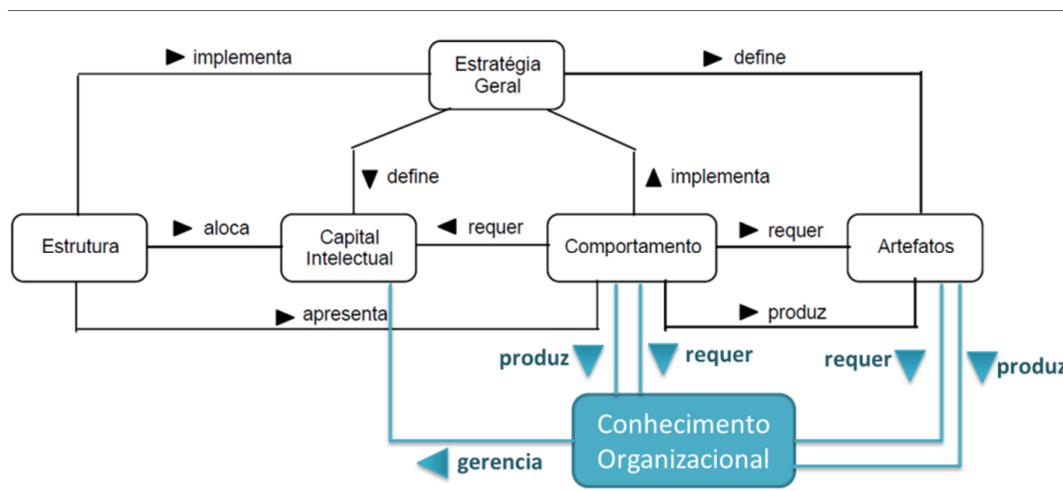 implementa
Estratégia
Geral
define
define
implementa
Estrutura
aloca
Capital
Intelectual
requer
Comportamento
requer
Artefatos
apresenta
produz
produz
requer
requer
produz
Conhecimento
Organizacional
gerencia